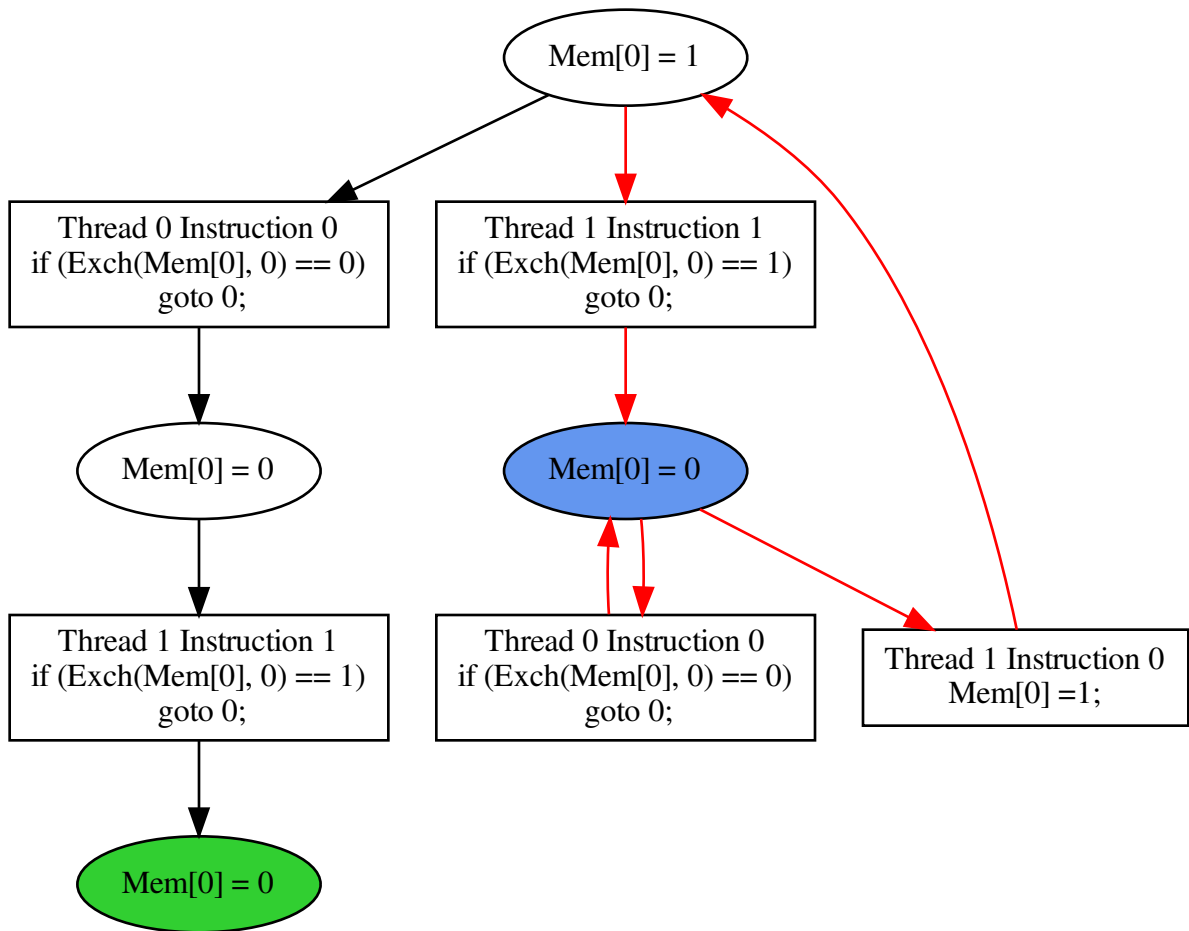 Mem[0] = 1
Thread 0 Instruction 0
if (Exch(Mem[0], 0) == 0)
goto 0;
Thread 1 Instruction 1
if (Exch(Mem[0], 0) == 1)
goto 0;
Mem[0] = 0
Mem[0] = 0
Thread 1 Instruction 1
if (Exch(Mem[0], 0) == 1)
goto 0;
Thread 0 Instruction 0
if (Exch(Mem[0], 0) == 0)
goto 0;
Thread 1 Instruction 0
Mem[0] =1;
Mem[0] = 0